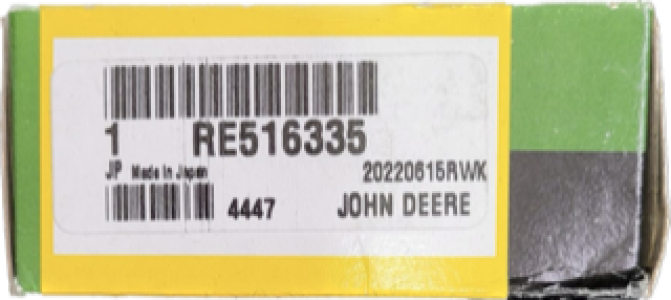 1 RE516335
JP Made In Japan 20220615RWK
4447 JOHN DEERE